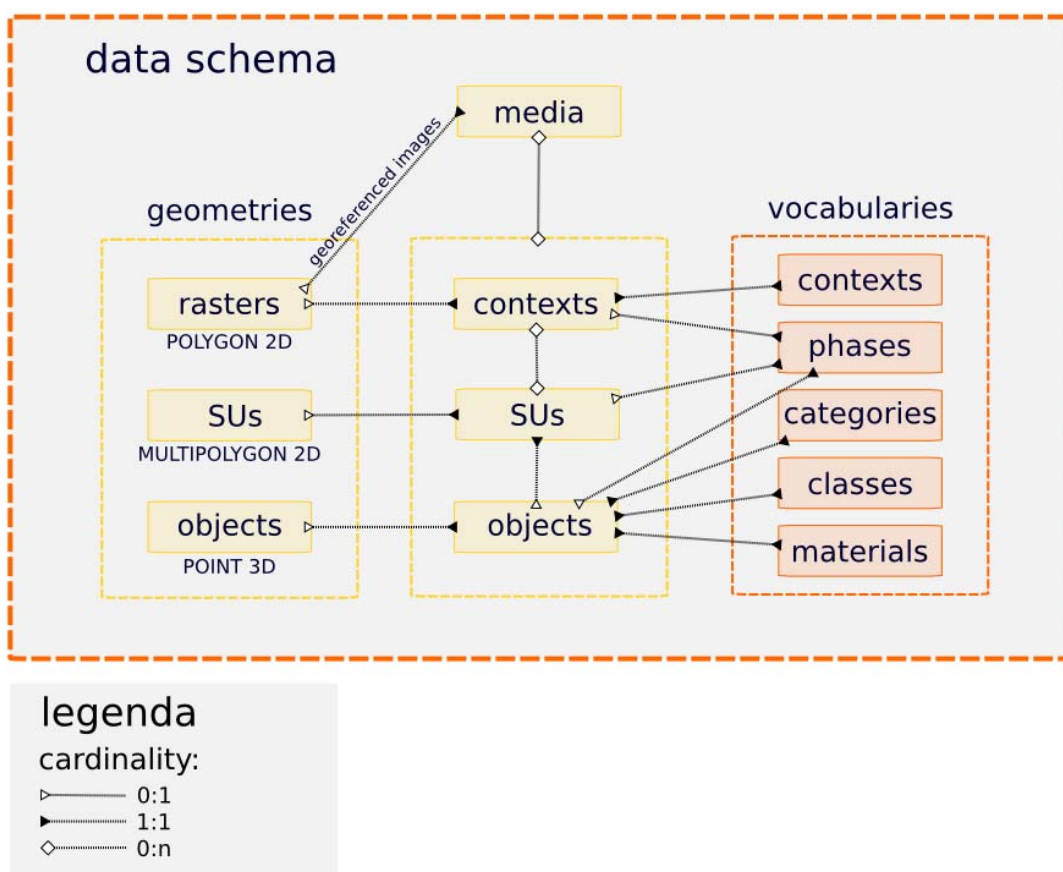 data schema
media
georeferenced images
geometries
vocabularies
rasters
POLYGON 2D
SUs
MULTIPOLYGON 2D
objects
POINT 3D
contexts
SUs
objects
contexts
phases
categories
classes
materials
legenda
cardinality:
0:1
1:1
0:n